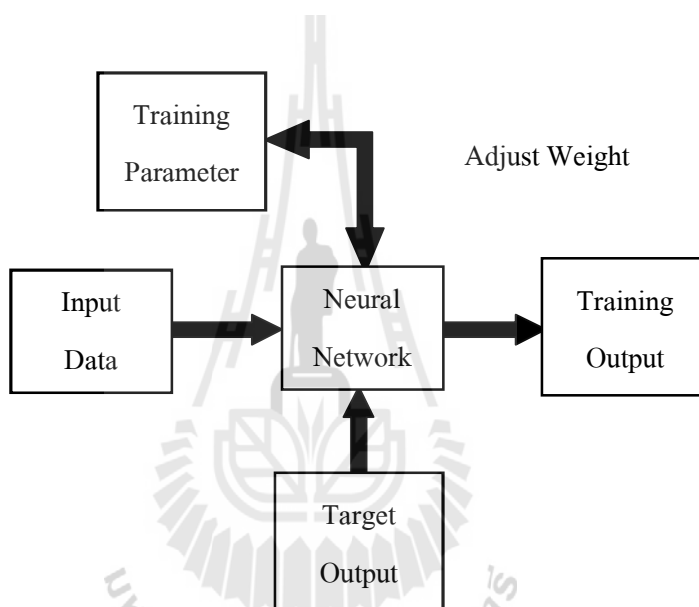 Training
Parameter
Adjust Weight
Input
Data
Neural
Network
Training
Output
Target
Output